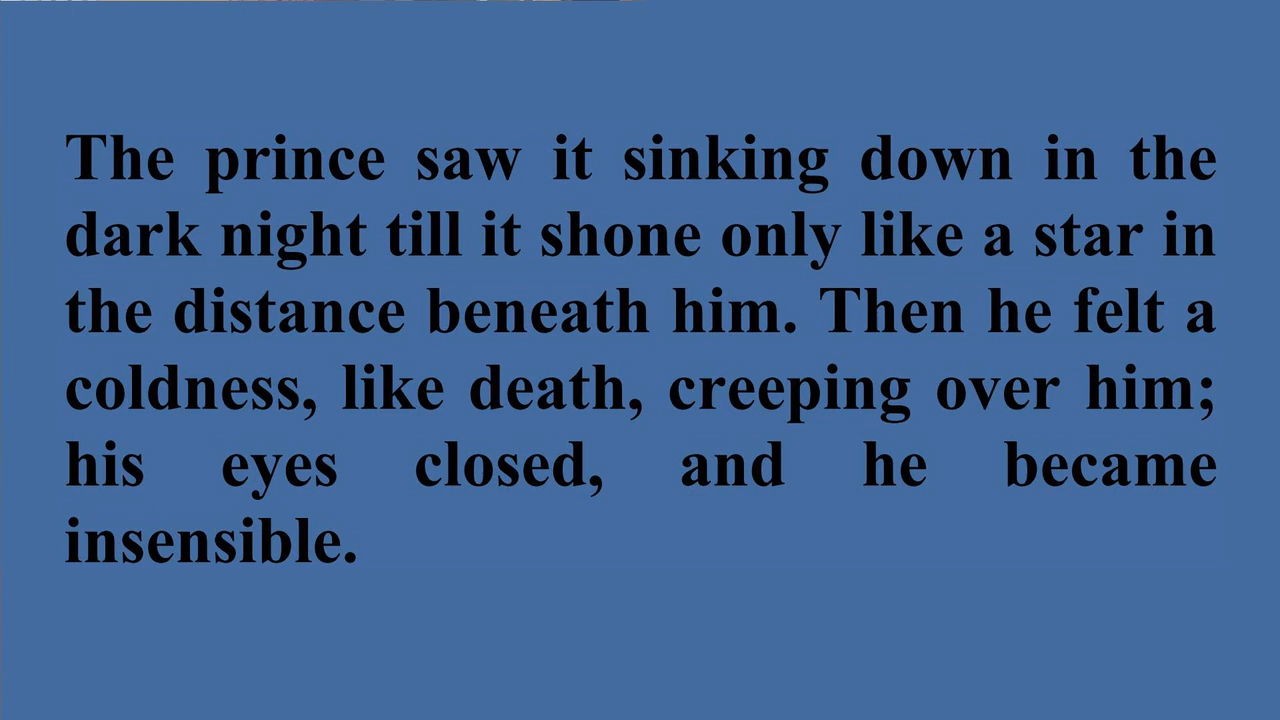 The prince saw it sinking down in the
dark night till it shone only like a star in
the distance beneath him. Then he felt a
coldness, like death, creeping over him;
his eyes closed, and he became
insensible.